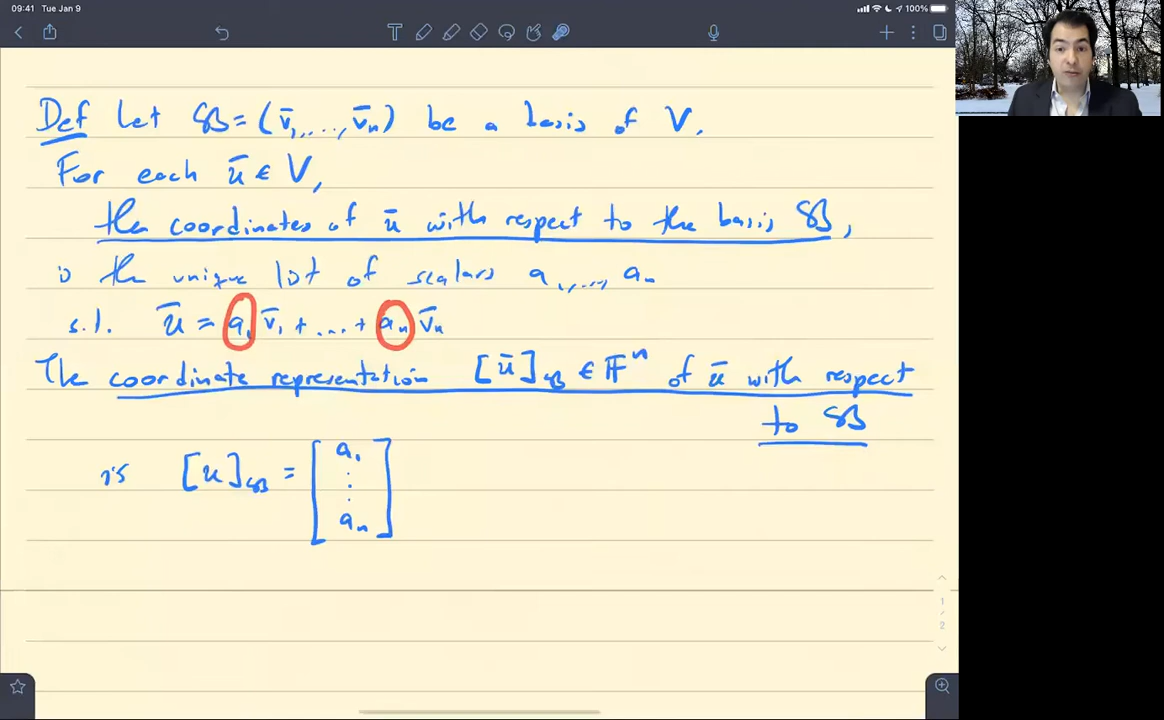 09:41 Tue Jan 9
100%
Def Let ℬ = (v̄₁,...,v̄ₙ) be a basis of V.
For each ū ∈ V,
the coordinates of ū with respect to the basis ℬ,
is the unique list of scalars a₁,...,aₙ
s.t. ū = a₁v̄₁ + ... + aₙv̄ₙ
The coordinate representation [ū]ℬ ∈ 𝔽ⁿ of ū with respect
to ℬ
is [u]ℬ = [a₁ ⋮ aₙ]
1
/
2